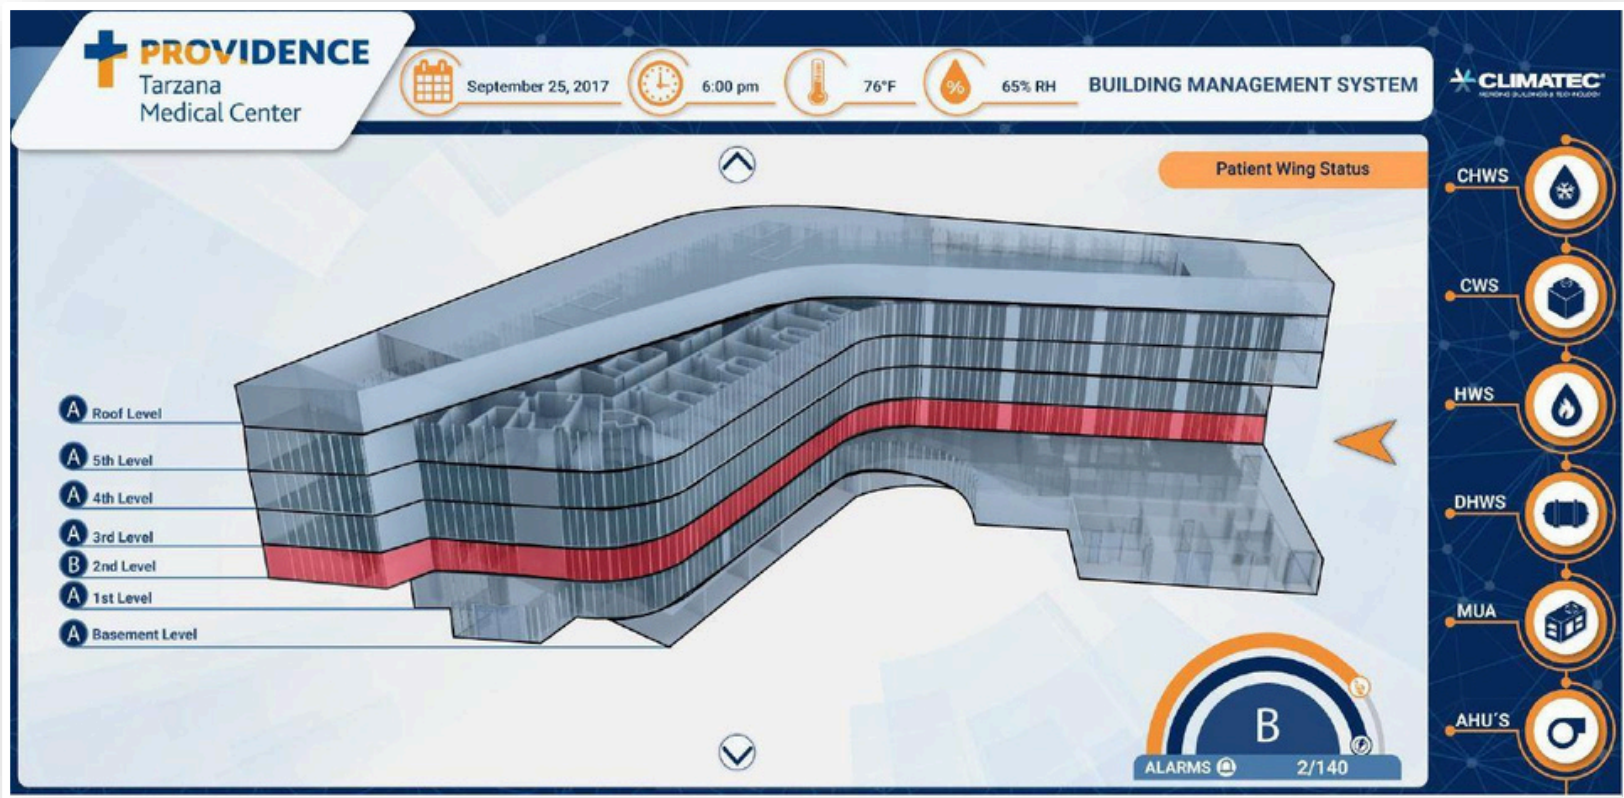 PROVIDENCE
Tarzana
Medical Center
September 25, 2017
6:00 pm
76°F
%
65% RH
BUILDING MANAGEMENT SYSTEM
CLIMATEC
Patient Wing Status
A Roof Level
A 5th Level
A 4th Level
A 3rd Level
B 2nd Level
A 1st Level
A Basement Level
B
ALARMS 2/140
CHWS
CWS
HWS
DHWS
MUA
AHU´S